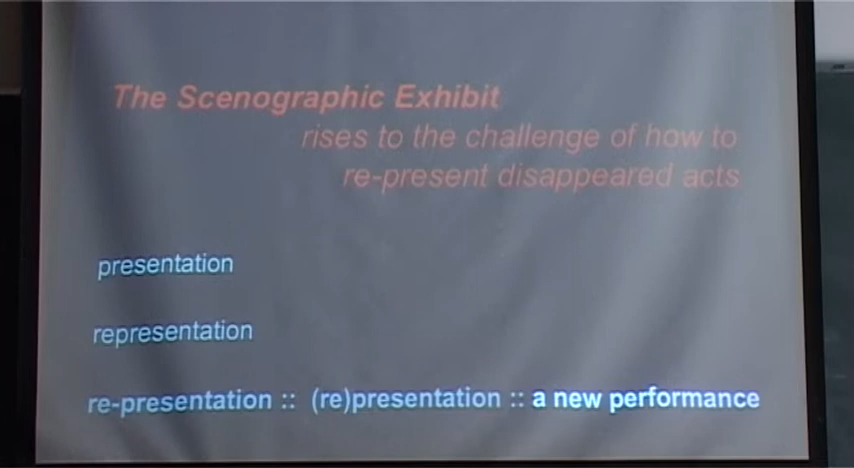 The Scenographic Exhibit
rises to the challenge of how to
re-present disappeared acts
presentation
representation
re-presentation :: (re)presentation :: a new performance